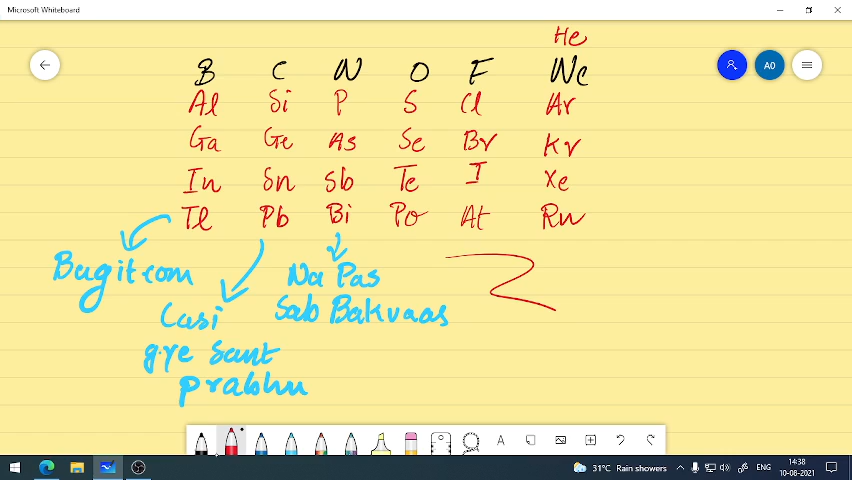 Microsoft Whiteboard
He
B C N O F Ne
A0
Al Si P S Cl Ar
Ga Ge As Se Br Kr
In Sn Sb Te I Xe
Tl Pb Bi Po At Rn
Bagitcom
Na Pas
Sab Bakvaas
Casi
gye Sant
prabhu
A
31°C Rain showers
ENG
14:38
10-08-2021